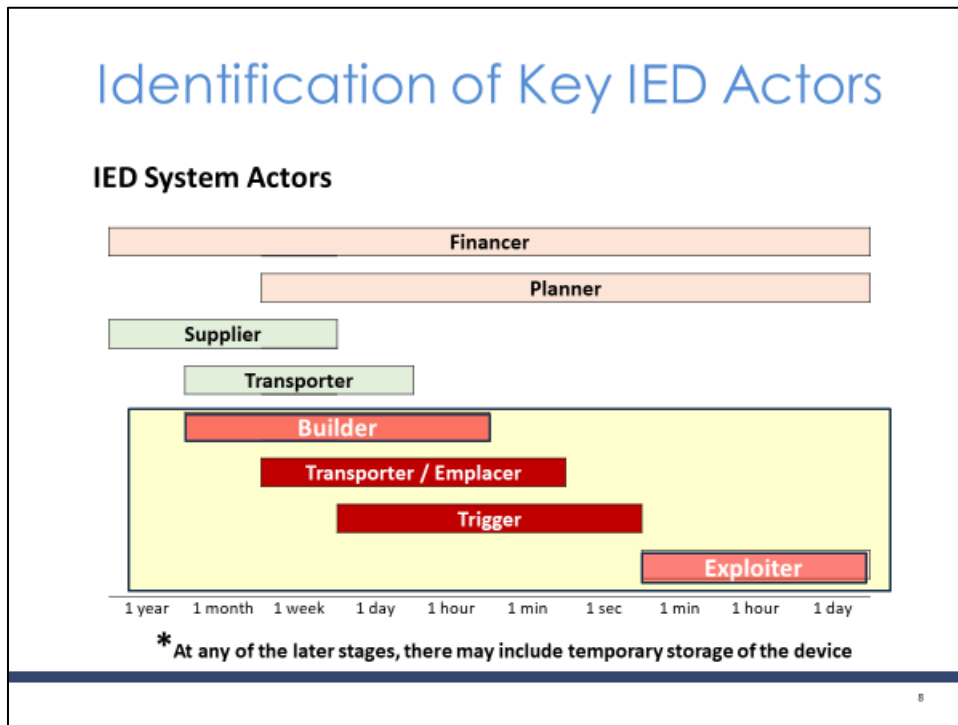 Identification of Key IED Actors
IED System Actors
Financer
Planner
Supplier
Transporter
Builder
Transporter / Emplacer
Trigger
Exploiter
1 year 1 month 1 week 1 day 1 hour 1 min 1 sec 1 min 1 hour 1 day
*At any of the later stages, there may include temporary storage of the device
8